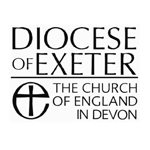 DIOCESE
OF EXETER
THE CHURCH
OF ENGLAND
IN DEVON